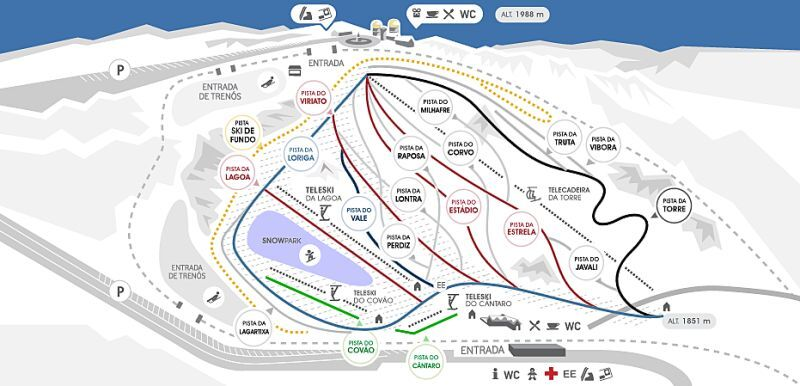 WC
ALT. 1988 m
P
ENTRADA
ENTRADA
DE TRENÓS
PISTA DO
VIRIATO
PISTA DO
MILHAFRE
PISTA
SKI DE
FUNDO
PISTA DA
LORIGA
PISTA DA
RAPOSA
PISTA DO
CORVO
PISTA DA
TRUTA
PISTA DA
VIBORA
PISTA DA
LAGOA
TELESKI
DA LAGOA
PISTA DO
VALE
PISTA DA
LONTRA
PISTA DO
ESTÁDIO
TELECADEIRA
DA TORRE
PISTA DA
TORRE
SNOWPARK
PISTA DA
PERDIZ
PISTA DA
ESTRELA
PISTA DO
JAVALI
ENTRADA
DE TRENÓS
P
TELESKI
DO COVÃO
EE
TELESKI
DO CÂNTARO
PISTA DA
LAGARTIXA
PISTA DO
COVÃO
PISTA DO
CÂNTARO
WC
ALT. 1851 m
ENTRADA
WC
EE